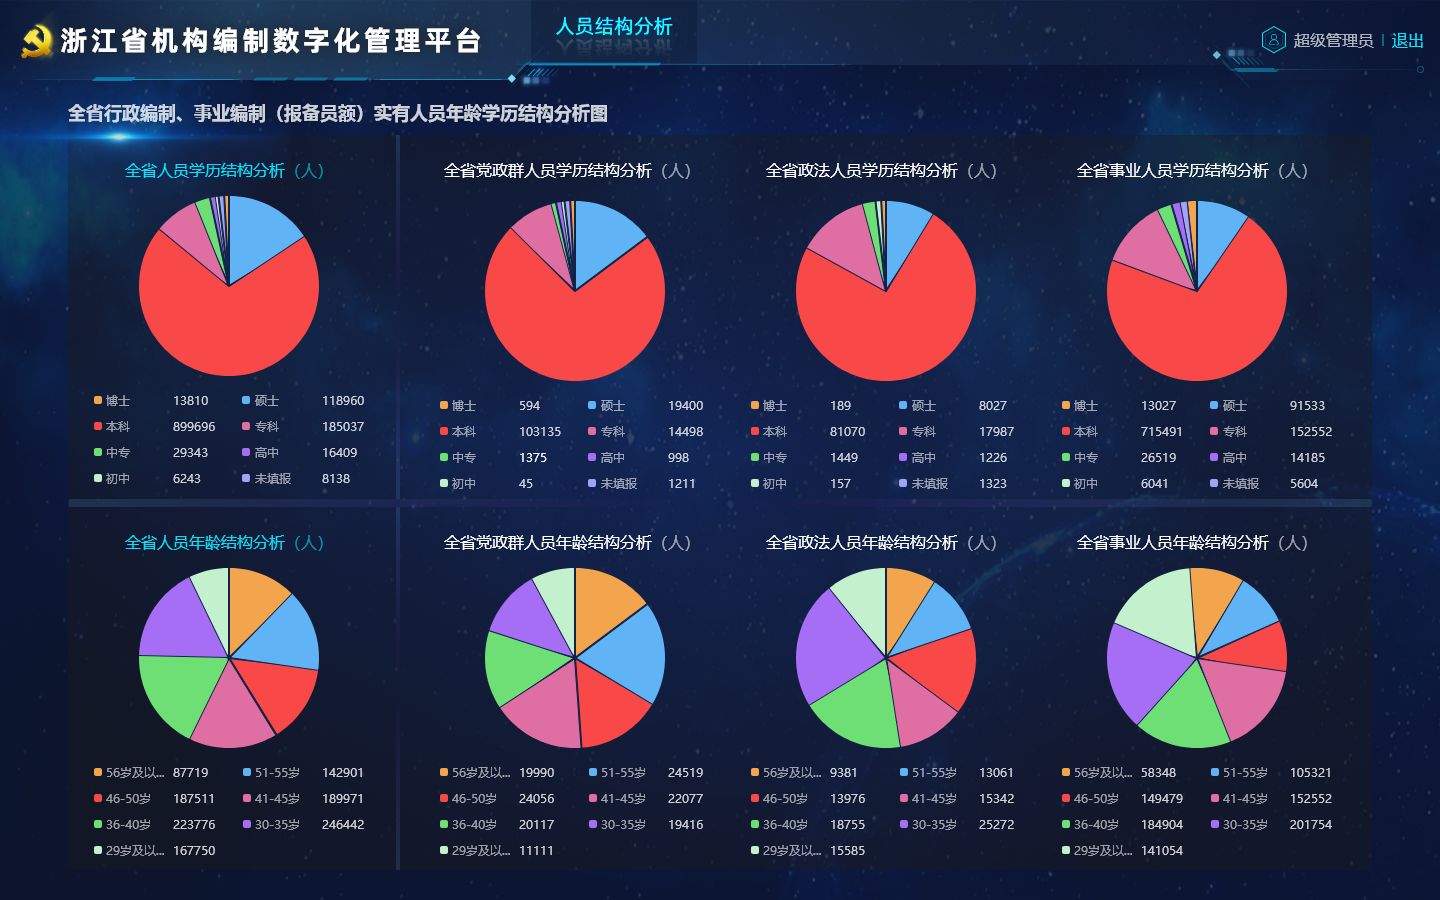 浙江省机构编制数字化管理平台
人员结构分析
超级管理员 | 退出
全省行政编制、事业编制（报备员额）实有人员年龄学历结构分析图
全省人员学历结构分析（人）
博士 13810 硕士 118960
本科 899696 专科 185037
中专 29343 高中 16409
初中 6243 未填报 8138
全省党政群人员学历结构分析（人）
博士 594 硕士 19400
本科 103135 专科 14498
中专 1375 高中 998
初中 45 未填报 1211
全省政法人员学历结构分析（人）
博士 189 硕士 8027
本科 81070 专科 17987
中专 1449 高中 1226
初中 157 未填报 1323
全省事业人员学历结构分析（人）
博士 13027 硕士 91533
本科 715491 专科 152552
中专 26519 高中 14185
初中 6041 未填报 5604
全省人员年龄结构分析（人）
56岁及以... 87719 51-55岁 142901
46-50岁 187511 41-45岁 189971
36-40岁 223776 30-35岁 246442
29岁及以... 167750
全省党政群人员年龄结构分析（人）
56岁及以... 19990 51-55岁 24519
46-50岁 24056 41-45岁 22077
36-40岁 20117 30-35岁 19416
29岁及以... 11111
全省政法人员年龄结构分析（人）
56岁及以... 9381 51-55岁 13061
46-50岁 13976 41-45岁 15342
36-40岁 18755 30-35岁 25272
29岁及以... 15585
全省事业人员年龄结构分析（人）
56岁及以... 58348 51-55岁 105321
46-50岁 149479 41-45岁 152552
36-40岁 184904 30-35岁 201754
29岁及以... 141054